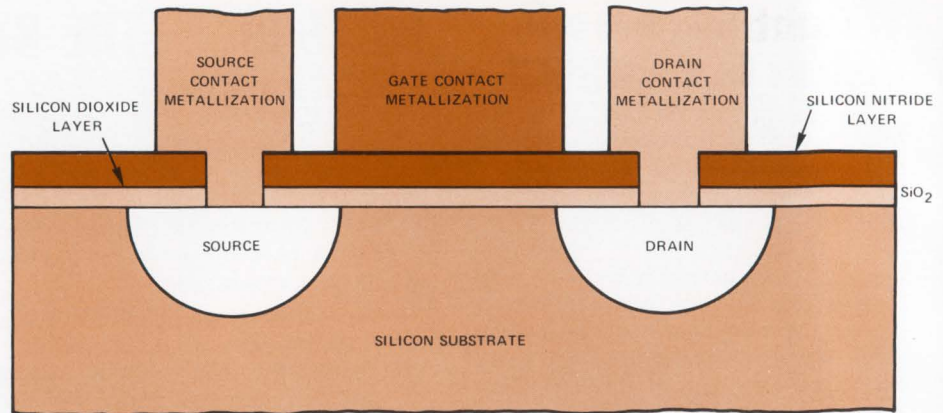 SOURCE
CONTACT
METALLIZATION
GATE CONTACT
METALLIZATION
DRAIN
CONTACT
METALLIZATION
SILICON DIOXIDE
LAYER
SILICON NITRIDE
LAYER
SiO2
SOURCE
DRAIN
SILICON SUBSTRATE